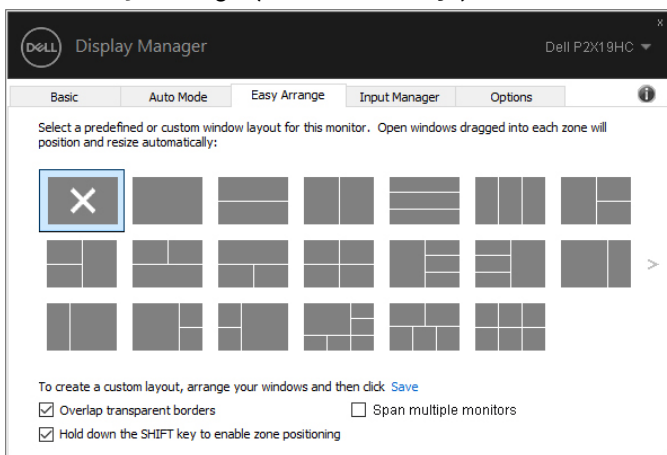 x
DELL Display Manager Dell P2X19HC
Basic Auto Mode Easy Arrange Input Manager Options i
Select a predefined or custom window layout for this monitor. Open windows dragged into each zone will
position and resize automatically:
>
To create a custom layout, arrange your windows and then click Save
Overlap transparent borders Span multiple monitors
Hold down the SHIFT key to enable zone positioning